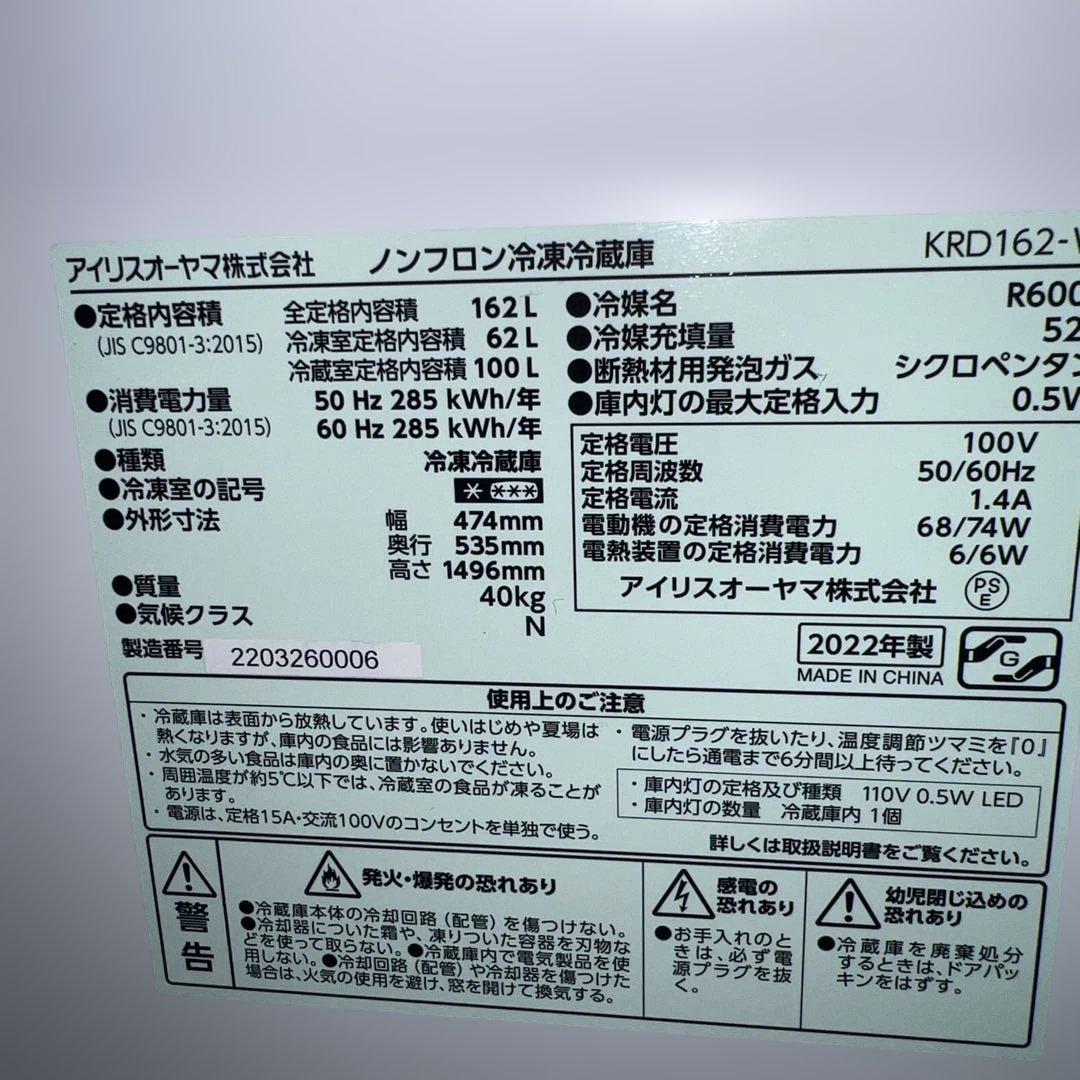 アイリスオーヤマ株式会社 ノンフロン冷凍冷蔵庫 KRD162-
●定格内容積 全定格内容積 162 L
(JIS C9801-3:2015) 冷凍室定格内容積 62 L
冷蔵室定格内容積 100 L
●消費電力量 50 Hz 285 kWh/年
(JIS C9801-3:2015) 60 Hz 285 kWh/年
●種類 冷凍冷蔵庫
●冷凍室の記号 * ***
●外形寸法 幅 474mm
奥行 535mm
高さ 1496mm
●質量 40kg
●気候クラス N
製造番号 2203260006
●冷媒名 R600
●冷媒充填量 52
●断熱材用発泡ガス シクロペンタン
●庫内灯の最大定格入力 0.5W
定格電圧 100V
定格周波数 50/60Hz
定格電流 1.4A
電動機の定格消費電力 68/74W
電熱装置の定格消費電力 6/6W
アイリスオーヤマ株式会社 PSE
2022年製
MADE IN CHINA
G
使用上のご注意
・冷蔵庫は表面から放熱しています。使いはじめや夏場は
熱くなりますが、庫内の食品には影響ありません。
・水気の多い食品は庫内の奥に置かないでください。
・周囲温度が約5℃以下では、冷蔵室の食品が凍ることが
あります。
・電源は、定格15A・交流100Vのコンセントを単独で使う。
・電源プラグを抜いたり、温度調節ツマミを『0』
にしたら通電まで6分間以上待ってください。
・庫内灯の定格及び種類 110V 0.5W LED
・庫内灯の数量 冷蔵庫内 1個
詳しくは取扱説明書をご覧ください。
警告
発火・爆発の恐れあり
●冷蔵庫本体の冷却回路(配管)を傷つけない。
●冷却器についた霜や、凍りついた容器を刃物な
どを使って取らない。●冷蔵庫内で電気製品を使
用しない。●冷却回路(配管)や冷却器を傷つけた
場合は、火気の使用を避け、窓を開けて換気する。
感電の
恐れあり
●お手入れのと
きは、必ず電
源プラグを抜
く。
幼児閉じ込めの
恐れあり
●冷蔵庫を廃棄処分
するときは、ドアパッ
キンをはずす。